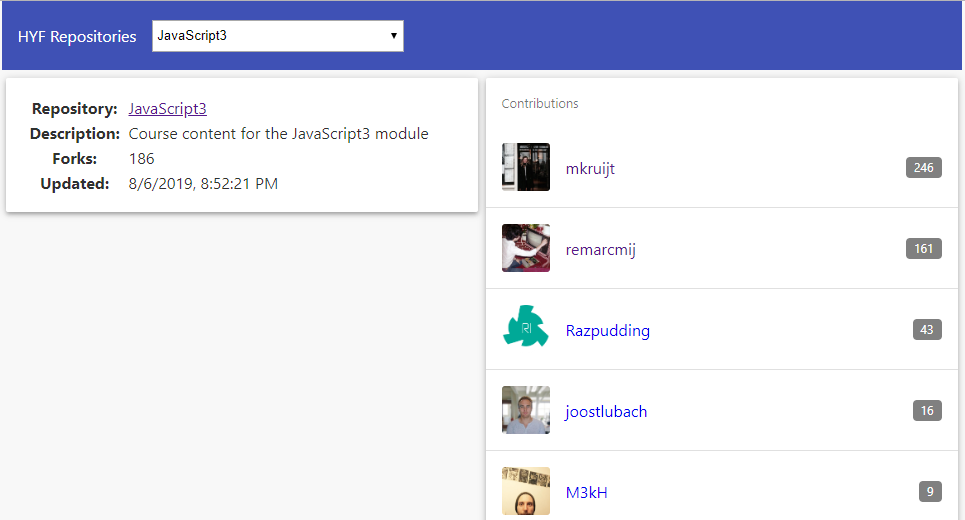 HYF Repositories JavaScript3
Repository: JavaScript3
Description: Course content for the JavaScript3 module
Forks: 186
Updated: 8/6/2019, 8:52:21 PM
Contributions
mkruijt 246
remarcmij 161
RI
Razpudding 43
joostlubach 16
M3kH 9